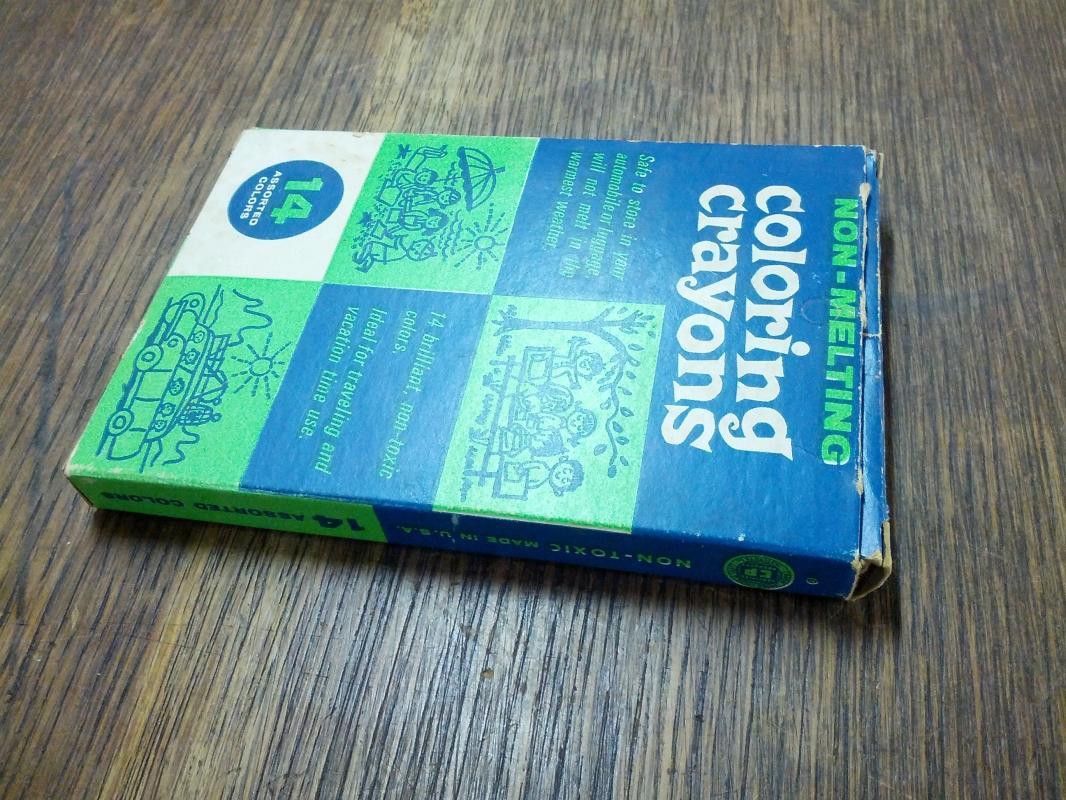 NON-MELTING
coloring
crayons
Safe to store in your
automobile or luggage
will not melt in the
warmest weather.
14 brilliant, non-toxic
colors.
Ideal for traveling and
vacation time use.
14
ASSORTED
COLORS
NON-TOXIC MADE IN U.S.A.
14 ASSORTED COLORS